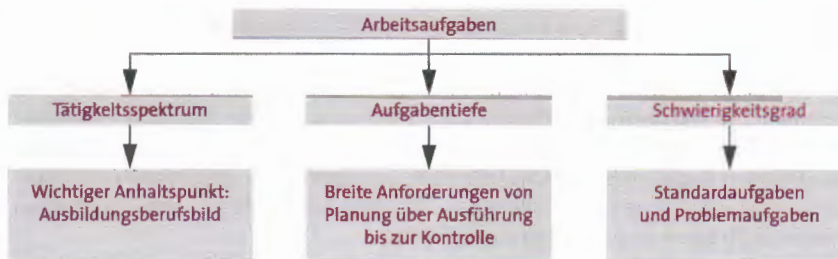 Arbeitsaufgaben
Tätigkeitsspektrum
Aufgabentiefe
Schwierigkeitsgrad
Wichtiger Anhaltspunkt:
Ausbildungsberufsbild
Breite Anforderungen von
Planung über Ausführung
bis zur Kontrolle
Standardaufgaben
und Problemaufgaben